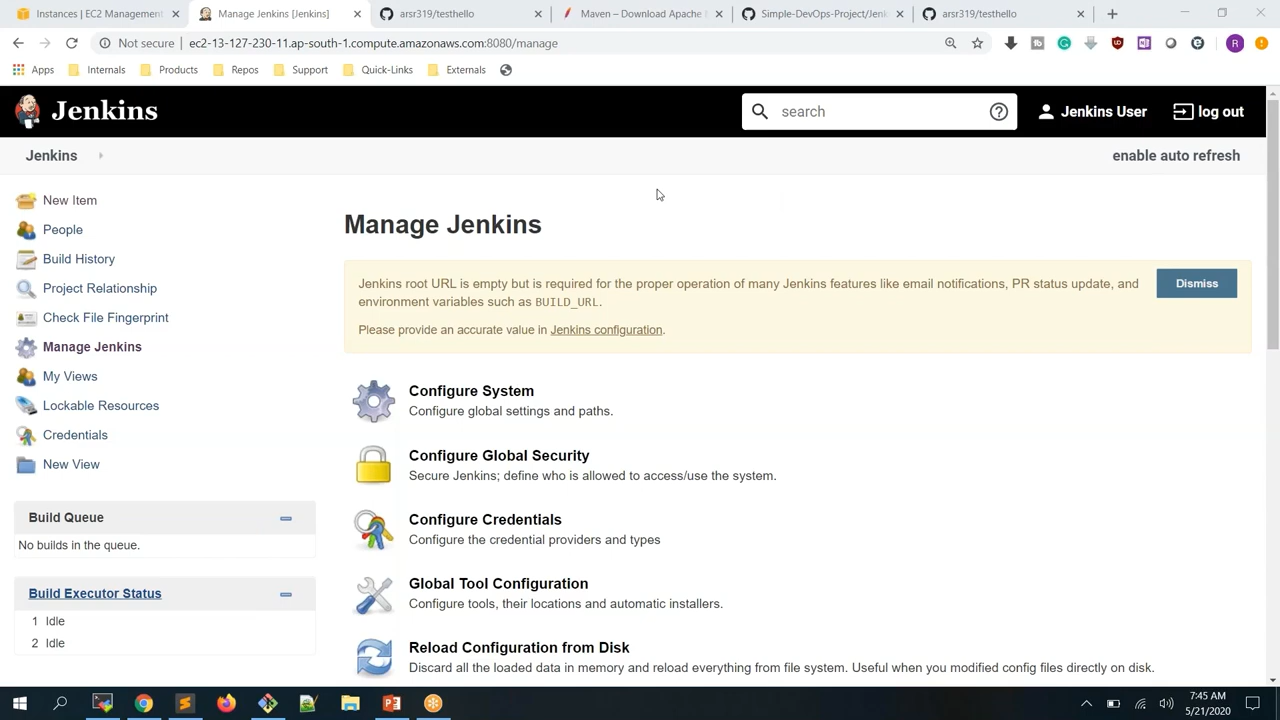 Instances | EC2 Management
Manage Jenkins [Jenkins]
arsr319/testhello
Maven – Download Apache
Simple-DevOps-Project/Jenk
arsr319/testhello
Not secure | ec2-13-127-230-11.ap-south-1.compute.amazonaws.com:8080/manage
R
Apps
Internals
Products
Repos
Support
Quick-Links
Externals
Jenkins
search
Jenkins User
log out
Jenkins
enable auto refresh
New Item
People
Build History
Project Relationship
Check File Fingerprint
Manage Jenkins
My Views
Lockable Resources
Credentials
New View
Build Queue
No builds in the queue.
Build Executor Status
1 Idle
2 Idle
Manage Jenkins
Jenkins root URL is empty but is required for the proper operation of many Jenkins features like email notifications, PR status update, and
environment variables such as BUILD_URL.
Please provide an accurate value in Jenkins configuration.
Dismiss
Configure System
Configure global settings and paths.
Configure Global Security
Secure Jenkins; define who is allowed to access/use the system.
Configure Credentials
Configure the credential providers and types
Global Tool Configuration
Configure tools, their locations and automatic installers.
Reload Configuration from Disk
Discard all the loaded data in memory and reload everything from file system. Useful when you modified config files directly on disk.
7:45 AM
5/21/2020